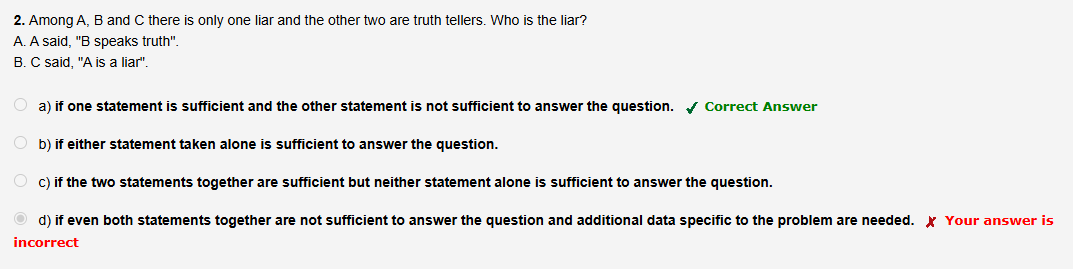 2. Among A, B and C there is only one liar and the other two are truth tellers. Who is the liar?
A. A said, "B speaks truth".
B. C said, "A is a liar".
a) if one statement is sufficient and the other statement is not sufficient to answer the question. ✓ Correct Answer
b) if either statement taken alone is sufficient to answer the question.
c) if the two statements together are sufficient but neither statement alone is sufficient to answer the question.
d) if even both statements together are not sufficient to answer the question and additional data specific to the problem are needed. ✗ Your answer is
incorrect